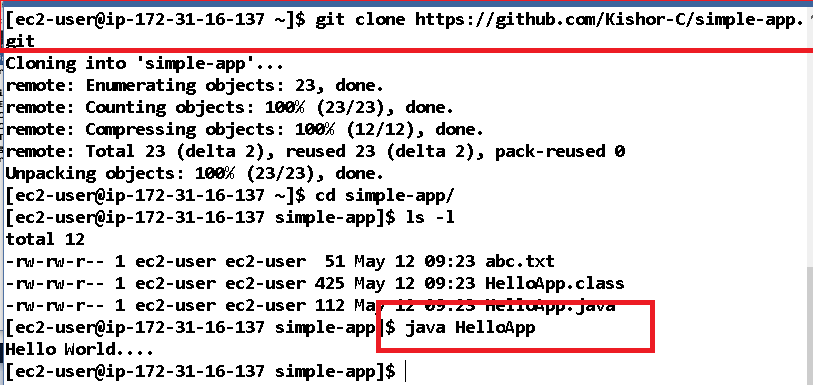 [ec2-user@ip-172-31-16-137 ~]$ git clone https://github.com/Kishor-C/simple-app.
git
Cloning into 'simple-app'...
remote: Enumerating objects: 23, done.
remote: Counting objects: 100% (23/23), done.
remote: Compressing objects: 100% (12/12), done.
remote: Total 23 (delta 2), reused 23 (delta 2), pack-reused 0
Unpacking objects: 100% (23/23), done.
[ec2-user@ip-172-31-16-137 ~]$ cd simple-app/
[ec2-user@ip-172-31-16-137 simple-app]$ ls -l
total 12
-rw-rw-r-- 1 ec2-user ec2-user  51 May 12 09:23 abc.txt
-rw-rw-r-- 1 ec2-user ec2-user 425 May 12 09:23 HelloApp.class
-rw-rw-r-- 1 ec2-user ec2-user 112 May 12 09:23 HelloApp.java
[ec2-user@ip-172-31-16-137 simple-app]$ java HelloApp
Hello World....
[ec2-user@ip-172-31-16-137 simple-app]$